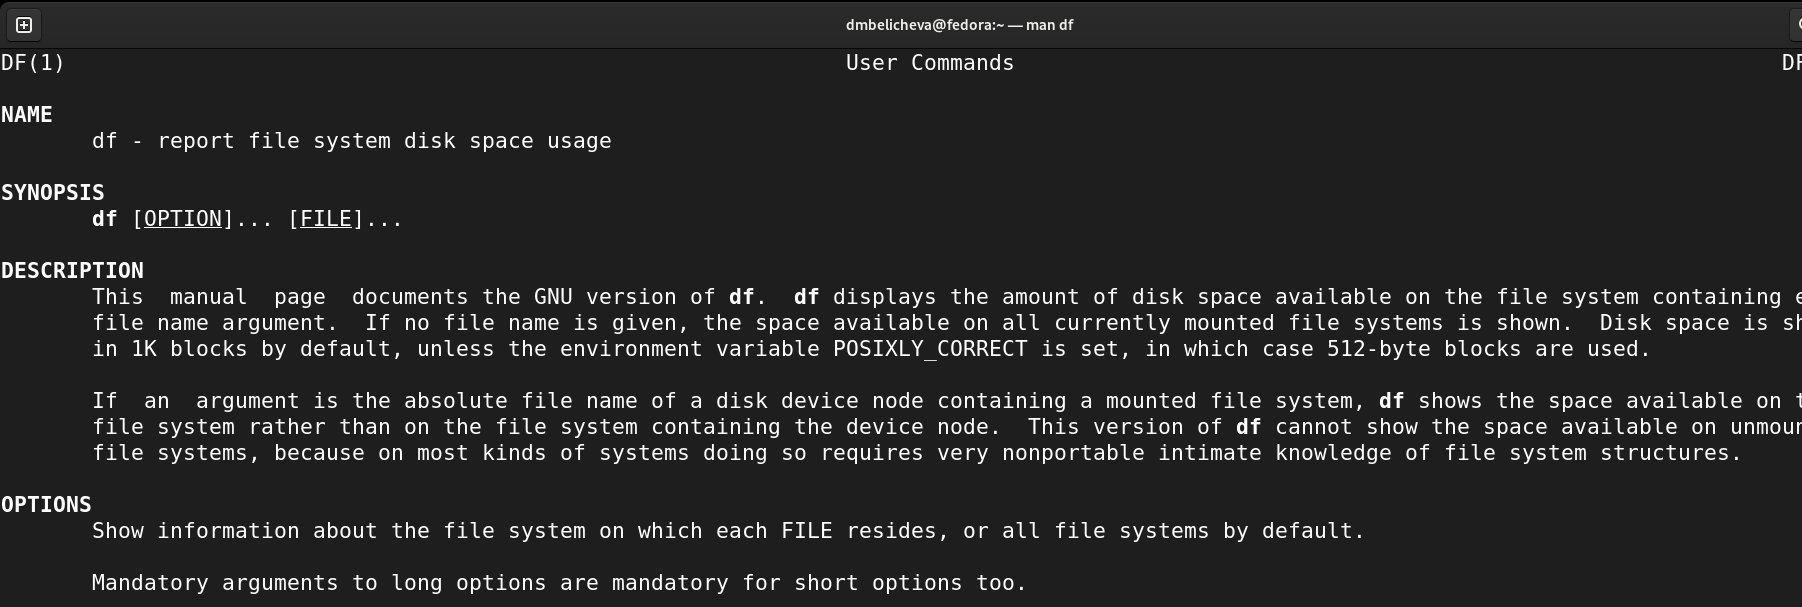 dmbelicheva@fedora:~ — man df
DF(1) User Commands
NAME
df - report file system disk space usage
SYNOPSIS
df [OPTION]... [FILE]...
DESCRIPTION
This manual page documents the GNU version of df. df displays the amount of disk space available on the file system containing
file name argument. If no file name is given, the space available on all currently mounted file systems is shown. Disk space is
in 1K blocks by default, unless the environment variable POSIXLY_CORRECT is set, in which case 512-byte blocks are used.
If an argument is the absolute file name of a disk device node containing a mounted file system, df shows the space available on
file system rather than on the file system containing the device node. This version of df cannot show the space available on
file systems, because on most kinds of systems doing so requires very nonportable intimate knowledge of file system structures.
OPTIONS
Show information about the file system on which each FILE resides, or all file systems by default.
Mandatory arguments to long options are mandatory for short options too.